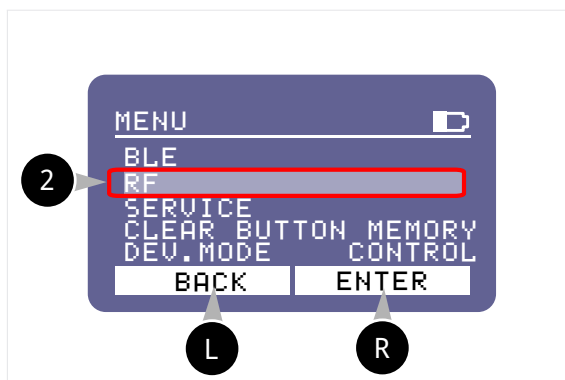 MENU
BLE
2
RF
SERVICE
CLEAR BUTTON MEMORY
DEV.MODE CONTROL
BACK ENTER
L R